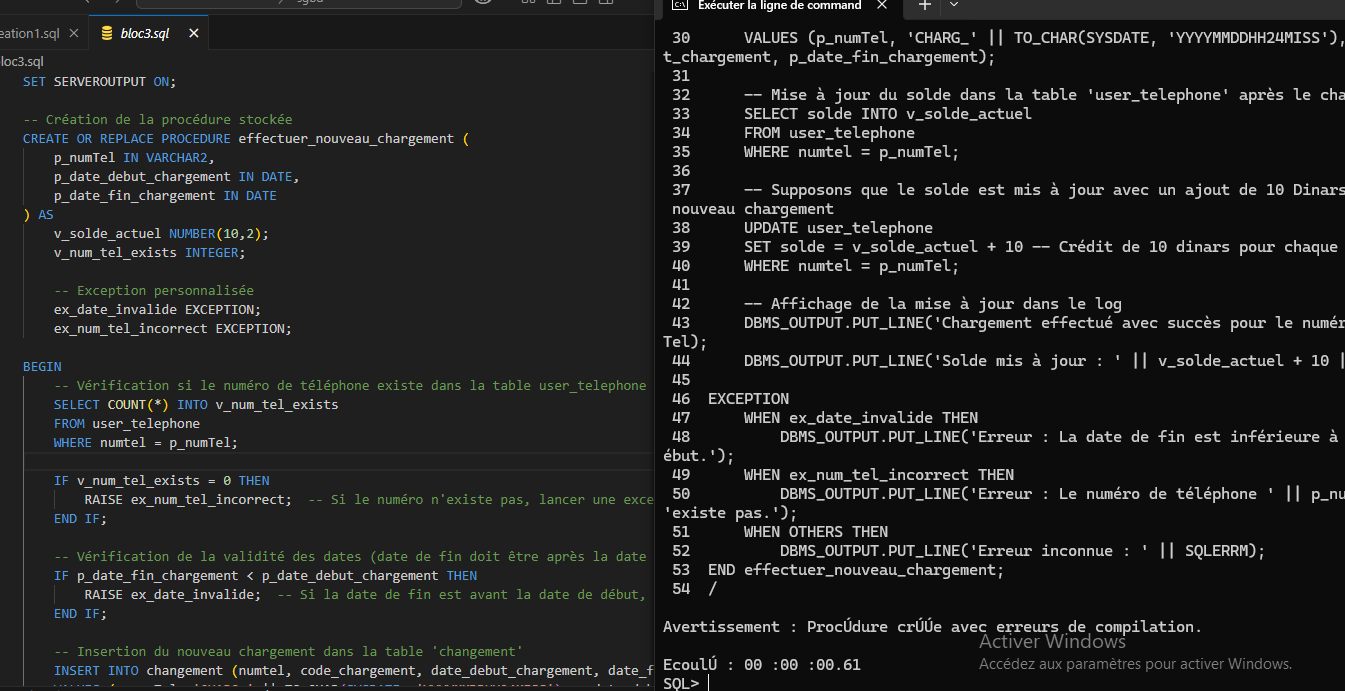 Exécuter la ligne de command
eation1.sql
bloc3.sql
loc3.sql
SET SERVEROUTPUT ON;
-- Création de la procédure stockée
CREATE OR REPLACE PROCEDURE effectuer_nouveau_chargement (
p_numTel IN VARCHAR2,
p_date_debut_chargement IN DATE,
p_date_fin_chargement IN DATE
) AS
v_solde_actuel NUMBER(10,2);
v_num_tel_exists INTEGER;
-- Exception personnalisée
ex_date_invalide EXCEPTION;
ex_num_tel_incorrect EXCEPTION;
BEGIN
-- Vérification si le numéro de téléphone existe dans la table user_telephone
SELECT COUNT(*) INTO v_num_tel_exists
FROM user_telephone
WHERE numtel = p_numTel;
IF v_num_tel_exists = 0 THEN
RAISE ex_num_tel_incorrect;  -- Si le numéro n'existe pas, lancer une exce
END IF;
-- Vérification de la validité des dates (date de fin doit être après la date
IF p_date_fin_chargement < p_date_debut_chargement THEN
RAISE ex_date_invalide;  -- Si la date de fin est avant la date de début,
END IF;
-- Insertion du nouveau chargement dans la table 'changement'
INSERT INTO changement (numtel, code_chargement, date_debut_chargement, date_f
30 VALUES (p_numTel, 'CHARG_' || TO_CHAR(SYSDATE, 'YYYYMMDDHH24MISS'),
t_chargement, p_date_fin_chargement);
31
32 -- Mise à jour du solde dans la table 'user_telephone' après le cha
33 SELECT solde INTO v_solde_actuel
34 FROM user_telephone
35 WHERE numtel = p_numTel;
36
37 -- Supposons que le solde est mis à jour avec un ajout de 10 Dinars
nouveau chargement
38 UPDATE user_telephone
39 SET solde = v_solde_actuel + 10 -- Crédit de 10 dinars pour chaque
40 WHERE numtel = p_numTel;
41
42 -- Affichage de la mise à jour dans le log
43 DBMS_OUTPUT.PUT_LINE('Chargement effectué avec succès pour le numér
Tel);
44 DBMS_OUTPUT.PUT_LINE('Solde mis à jour : ' || v_solde_actuel + 10 |
45
46 EXCEPTION
47 WHEN ex_date_invalide THEN
48 DBMS_OUTPUT.PUT_LINE('Erreur : La date de fin est inférieure à
ébut.');
49 WHEN ex_num_tel_incorrect THEN
50 DBMS_OUTPUT.PUT_LINE('Erreur : Le numéro de téléphone ' || p_nu
'existe pas.');
51 WHEN OTHERS THEN
52 DBMS_OUTPUT.PUT_LINE('Erreur inconnue : ' || SQLERRM);
53 END effectuer_nouveau_chargement;
54 /
Avertissement : ProcÚdure crÚÚe avec erreurs de compilation.
EcoulÚ : 00 :00 :00.61
SQL>
Activer Windows
Accédez aux paramètres pour activer Windows.